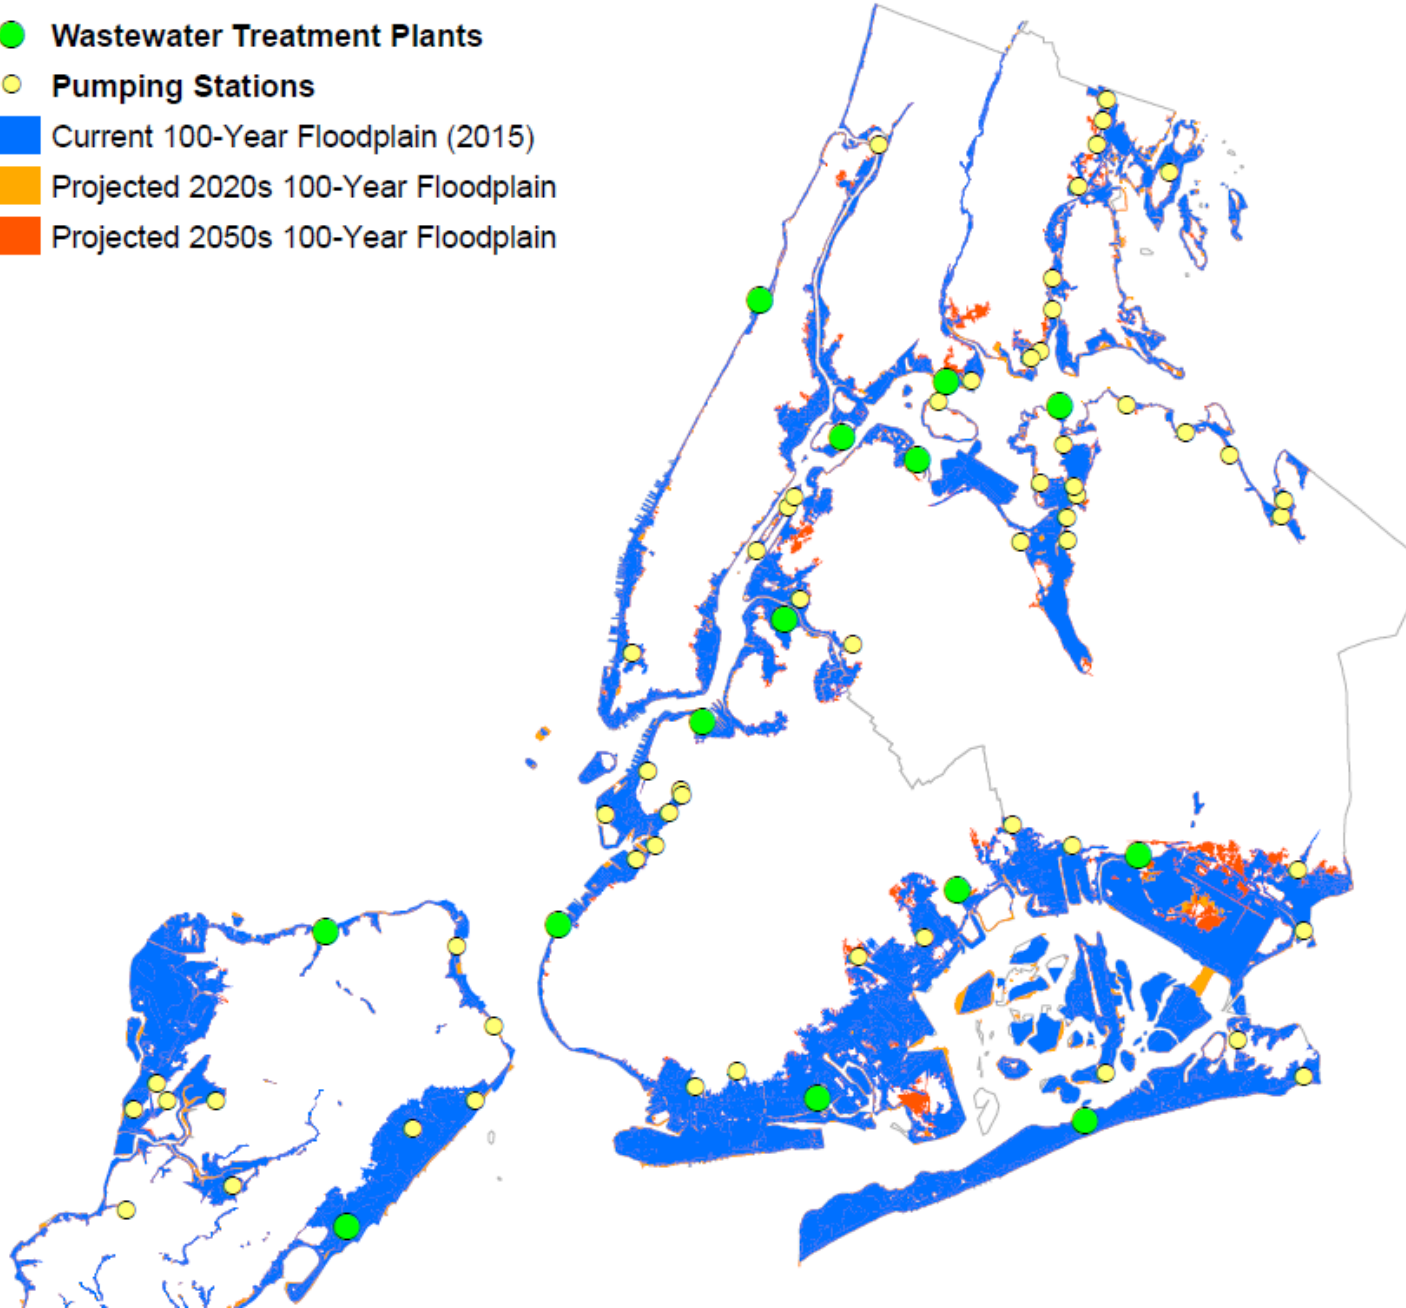 Wastewater Treatment Plants
Pumping Stations
Current 100-Year Floodplain (2015)
Projected 2020s 100-Year Floodplain
Projected 2050s 100-Year Floodplain